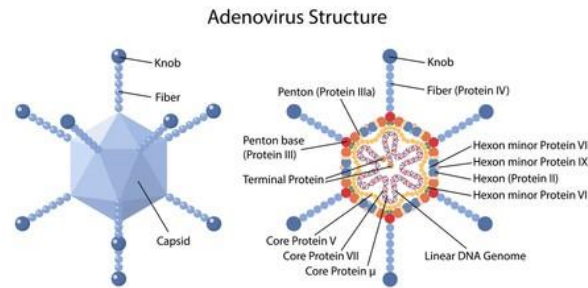 Adenovirus Structure
Knob
Fiber
Capsid
Knob
Penton (Protein IIIa)
Fiber (Protein IV)
Penton base
(Protein III)
Terminal Protein
Hexon minor Protein VI
Hexon minor Protein IX
Hexon (Protein II)
Hexon minor Protein VI
Core Protein V
Core Protein VII
Core Protein μ
Linear DNA Genome